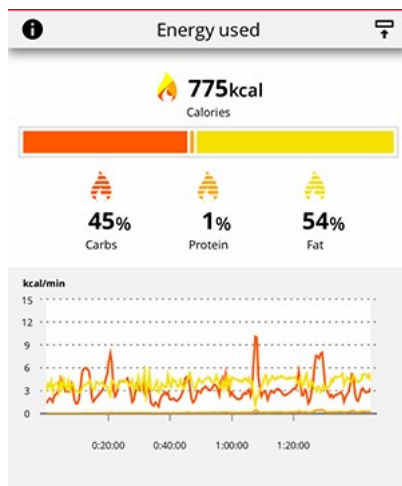 Energy used
775kcal
Calories
45% 1% 54%
Carbs Protein Fat
kcal/min
15
12
9
6
3
0
0:20:00 0:40:00 1:00:00 1:20:00